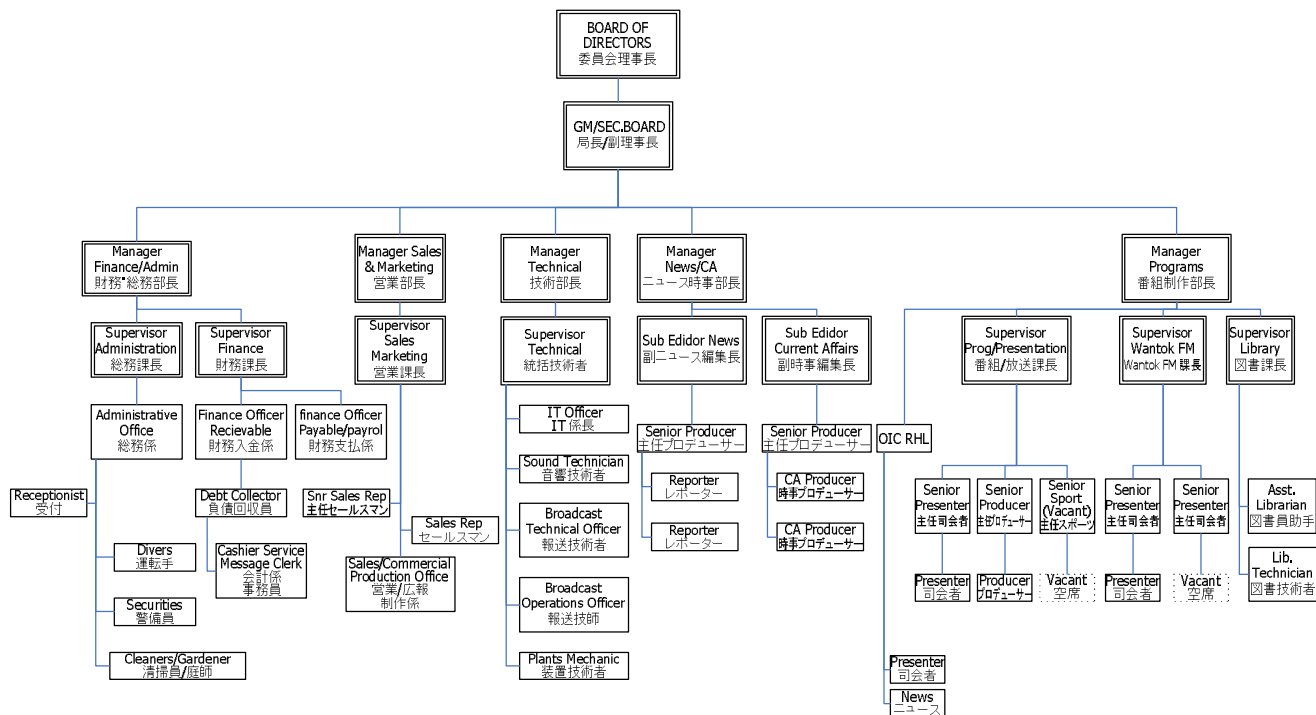 BOARD OF
DIRECTORS
委員会理事長
GM/SEC.BOARD
局長/副理事長
Manager
Finance/Admin
財務･総務部長
Manager Sales
& Marketing
営業部長
Manager
Technical
技術部長
Manager
News/CA
ニュース時事部長
Manager
Programs
番組制作部長
Supervisor
Administration
総務課長
Supervisor
Finance
財務課長
Supervisor
Sales
Marketing
営業課長
Supervisor
Technical
統括技術者
Sub Edidor News
副ニュース編集長
Sub Edidor
Current Affairs
副時事編集長
Supervisor
Prog/Presentation
番組/放送課長
Supervisor
Wantok FM
Wantok FM 課長
Supervisor
Library
図書課長
Administrative
Office
総務係
Finance Officer
Recievable
財務入金係
finance Officer
Payable/payrol
財務支払係
IT Officer
IT 係長
Senior Producer
主任プロデューサー
Senior Producer
主任プロデューサー
OIC RHL
Receptionist
受付
Debt Collector
負債回収員
Snr Sales Rep
主任セールスマン
Sales Rep
セールスマン
Sound Technician
音響技術者
Reporter
レポーター
CA Producer
時事プロデューサー
Senior
Presenter
主任司会者
Senior
Producer
主任プロデューサー
Senior
Sport
(Vacant)
主任スポーツ
Senior
Presenter
主任司会者
Senior
Presenter
主任司会者
Asst.
Librarian
図書員助手
Divers
運転手
Cashier Service
Message Clerk
会計係
事務員
Sales/Commercial
Production Office
営業/広報
制作係
Broadcast
Technical Officer
報送技術者
Reporter
レポーター
CA Producer
時事プロデューサー
Presenter
司会者
Producer
プロデューサー
Vacant
空席
Presenter
司会者
Vacant
空席
Lib.
Technician
図書技術者
Securities
警備員
Broadcast
Operations Officer
報送技師
Cleaners/Gardener
清掃員/庭師
Plants Mechanic
装置技術者
Presenter
司会者
News
ニュース